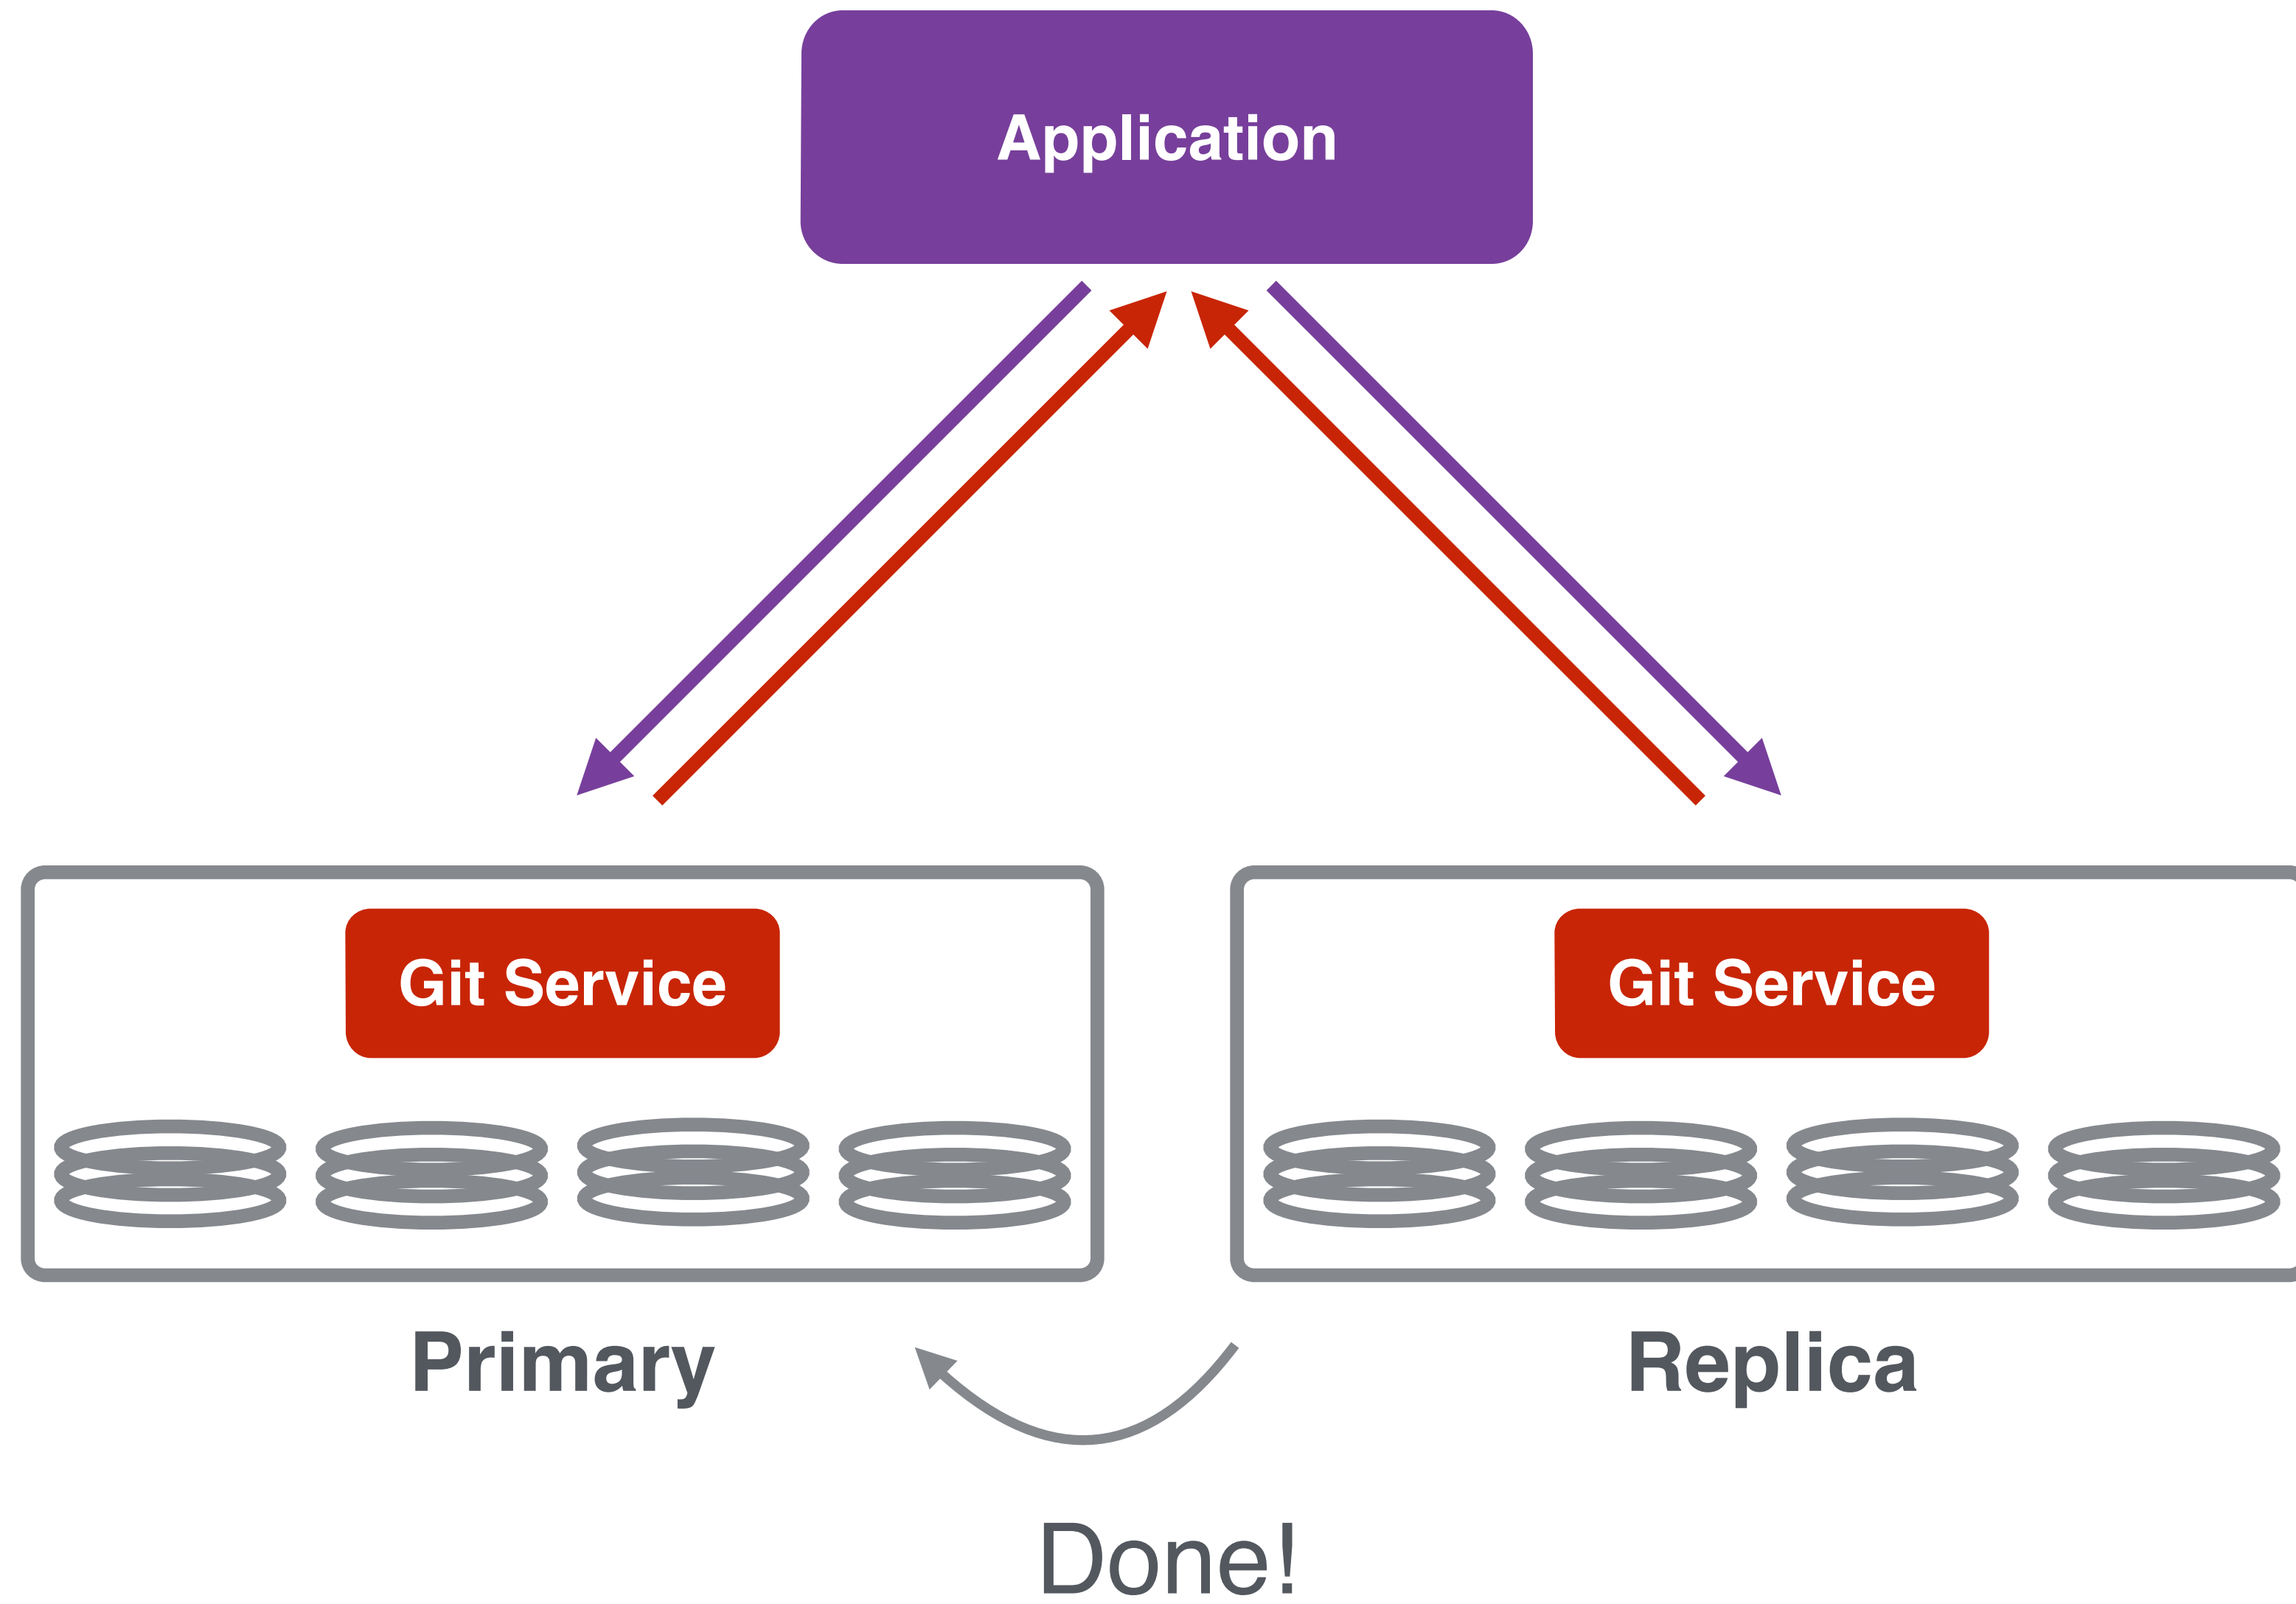 Application
Git Service
Git Service
Primary
Replica
Done!